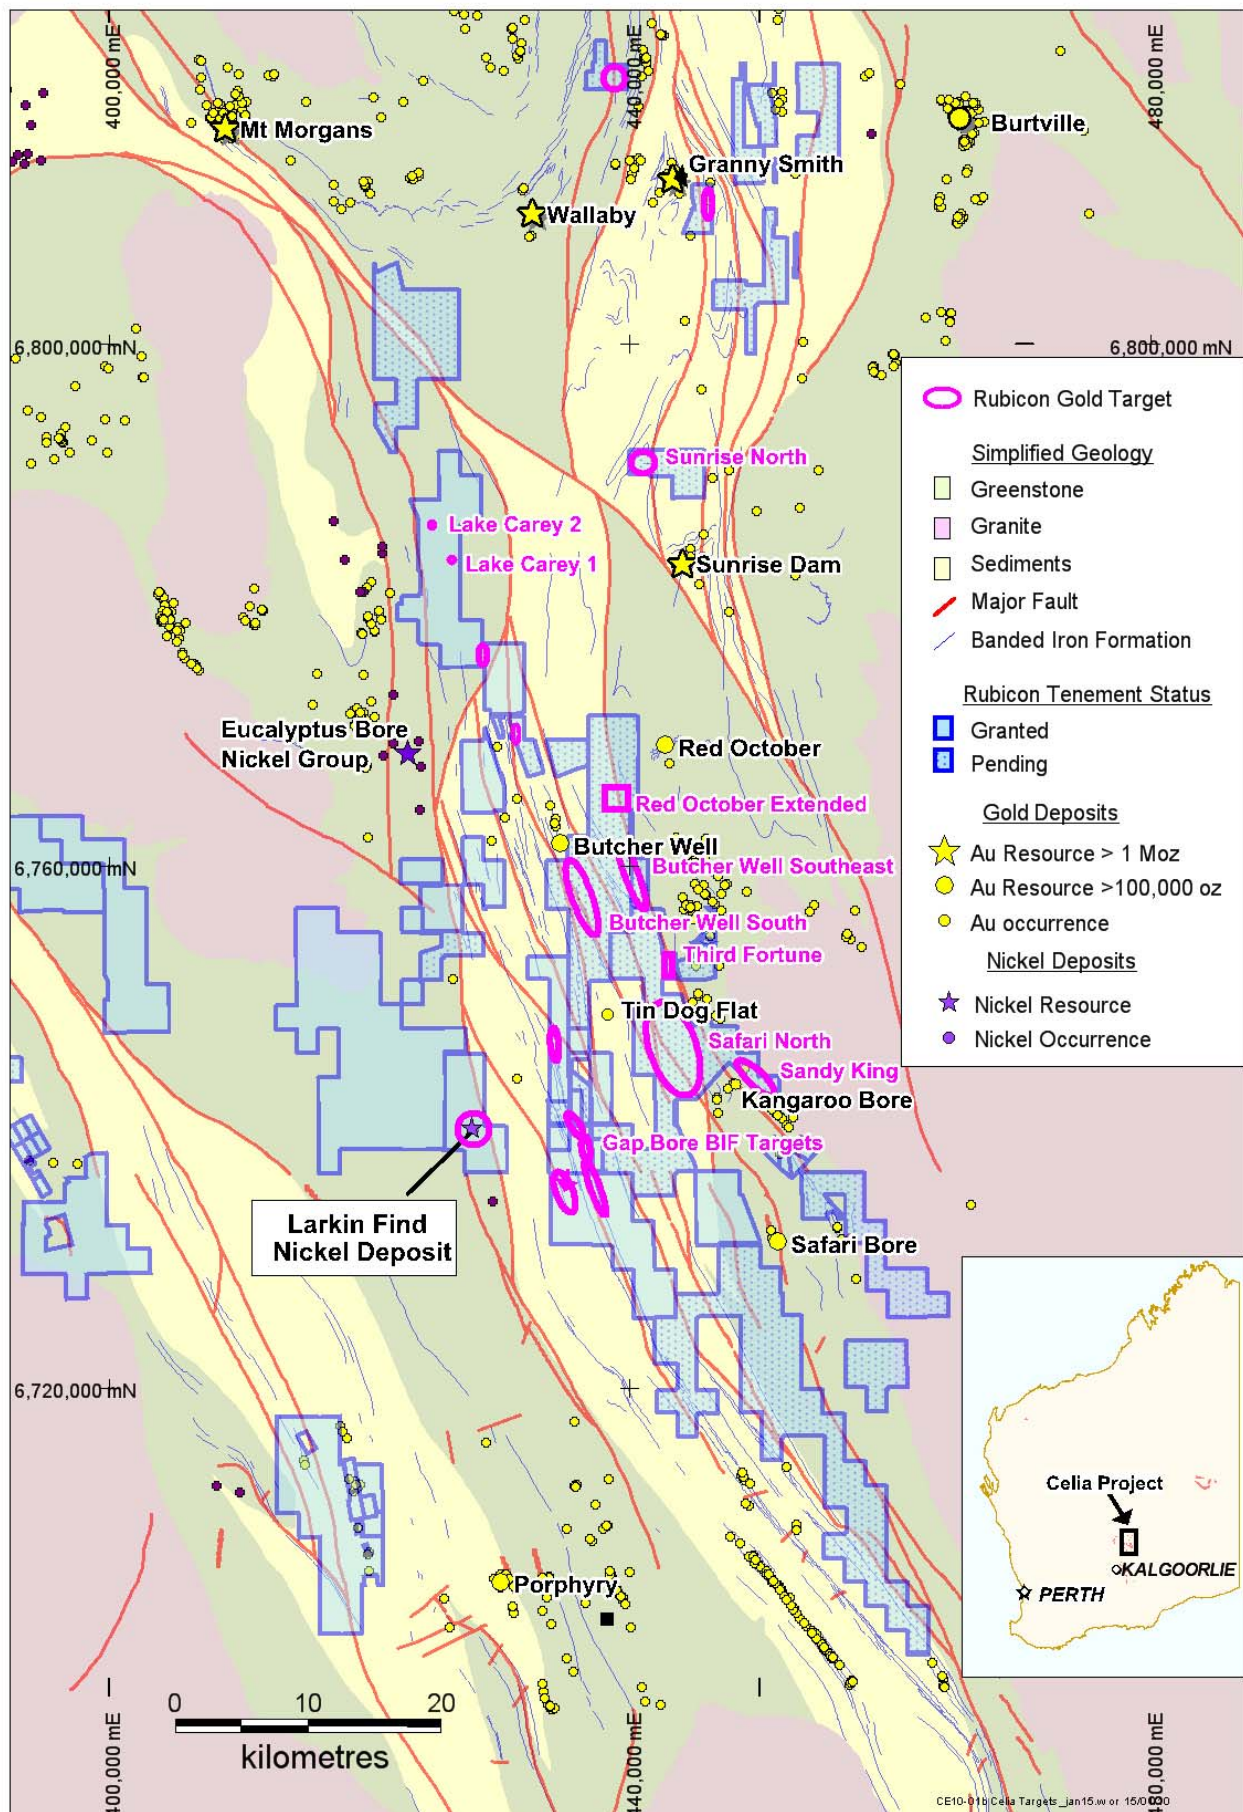 400,000 mE
440,000 mE
480,000 mE
Mt Morgans
Burtville
Granny Smith
Wallaby
6,800,000 mN
6,800,000 mN
Rubicon Gold Target
Simplified Geology
Greenstone
Granite
Sediments
Major Fault
Banded Iron Formation
Rubicon Tenement Status
Granted
Pending
Gold Deposits
Au Resource > 1 Moz
Au Resource >100,000 oz
Au occurrence
Nickel Deposits
Nickel Resource
Nickel Occurrence
Sunrise North
Lake Carey 2
Lake Carey 1
Sunrise Dam
Eucalyptus Bore
Nickel Group
Red October
Red October Extended
Butcher Well
6,760,000 mN
Butcher Well Southeast
Butcher Well South
Third Fortune
Tin Dog Flat
Safari North
Sandy King
Kangaroo Bore
Gap Bore BIF Targets
Larkin Find
Nickel Deposit
Safari Bore
6,720,000 mN
Celia Project
KALGOORLIE
PERTH
Porphyry
0 10 20
kilometres
400,000 mE
440,000 mE
CE10-01b Celia Targets_jan15.wor